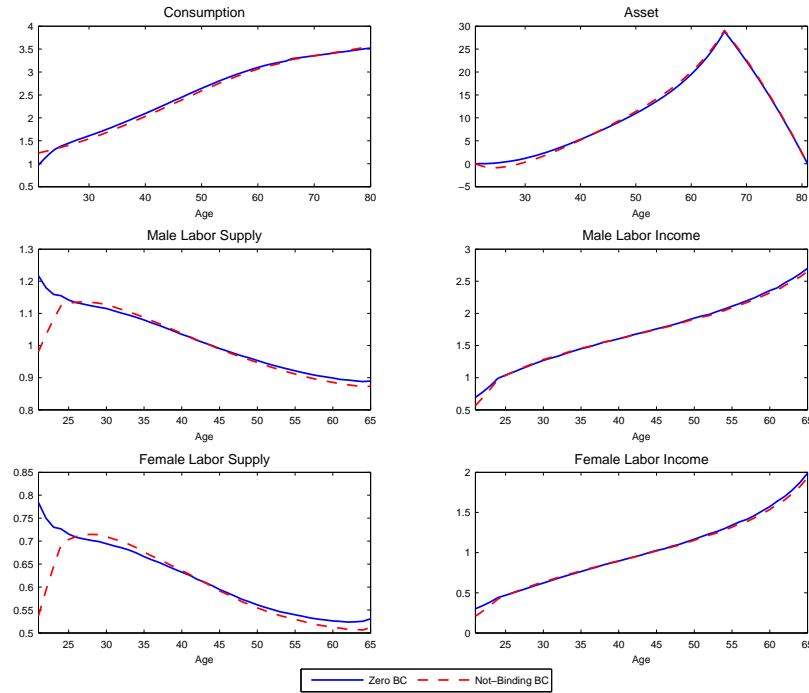 Consumption
4
3.5
3
2.5
2
1.5
1
0.5
30 40 50 60 70 80
Age
Asset
30
25
20
15
10
5
0
−5
30 40 50 60 70 80
Age
Male Labor Supply
1.3
1.2
1.1
1
0.9
0.8
25 30 35 40 45 50 55 60 65
Age
Male Labor Income
3
2.5
2
1.5
1
0.5
25 30 35 40 45 50 55 60 65
Age
Female Labor Supply
0.85
0.8
0.75
0.7
0.65
0.6
0.55
0.5
25 30 35 40 45 50 55 60 65
Age
Female Labor Income
2
1.5
1
0.5
0
25 30 35 40 45 50 55 60 65
Age
Zero BC Not−Binding BC